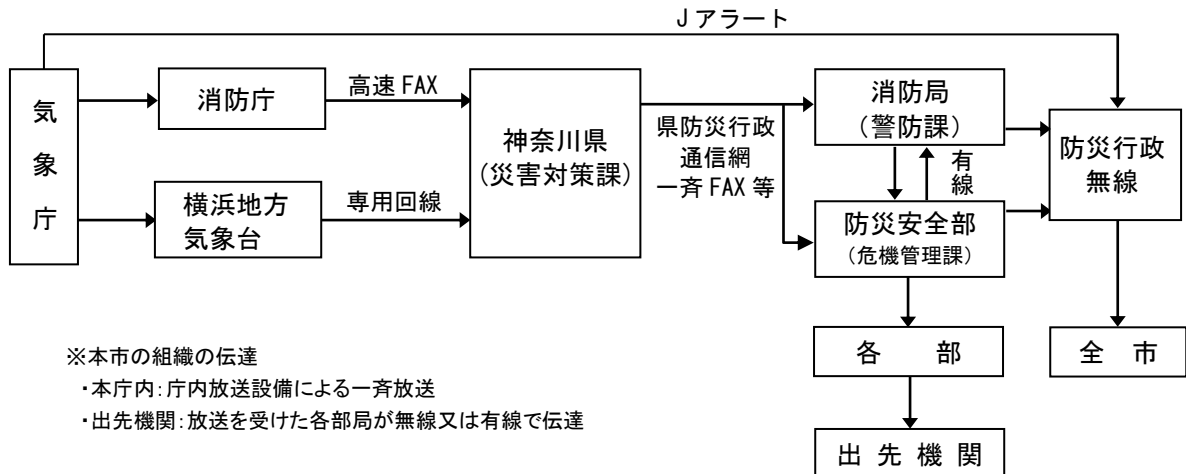 Jアラート
気象庁
消防庁
高速 FAX
横浜地方
気象台
専用回線
神奈川県
(災害対策課)
県防災行政
通信網
一斉 FAX 等
消防局
(警防課)
有線
防災安全部
(危機管理課)
防災行政
無線
各　部
全　市
出 先 機 関
※本市の組織の伝達
・本庁内:庁内放送設備による一斉放送
・出先機関:放送を受けた各部局が無線又は有線で伝達